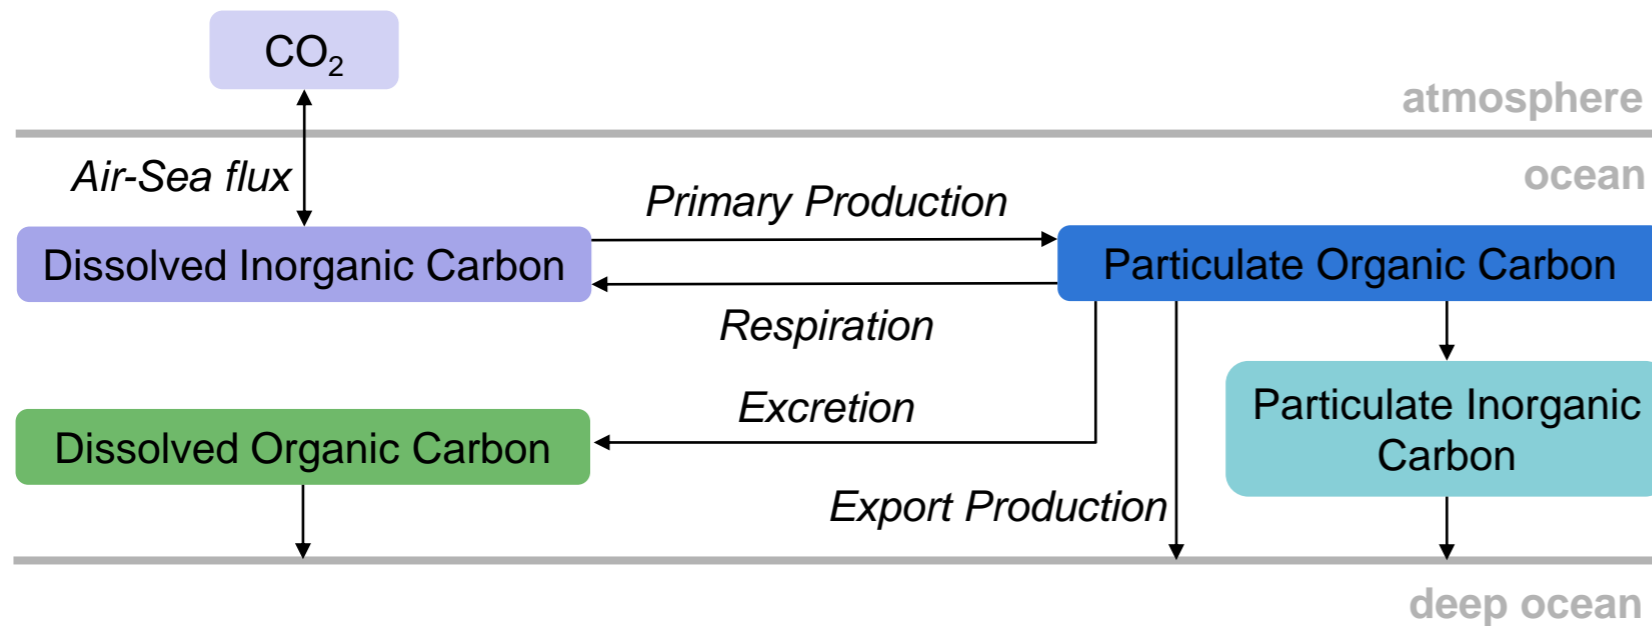 CO₂
atmosphere
Air-Sea flux
ocean
Primary Production
Dissolved Inorganic Carbon
Particulate Organic Carbon
Respiration
Excretion
Particulate Inorganic
Carbon
Dissolved Organic Carbon
Export Production
deep ocean